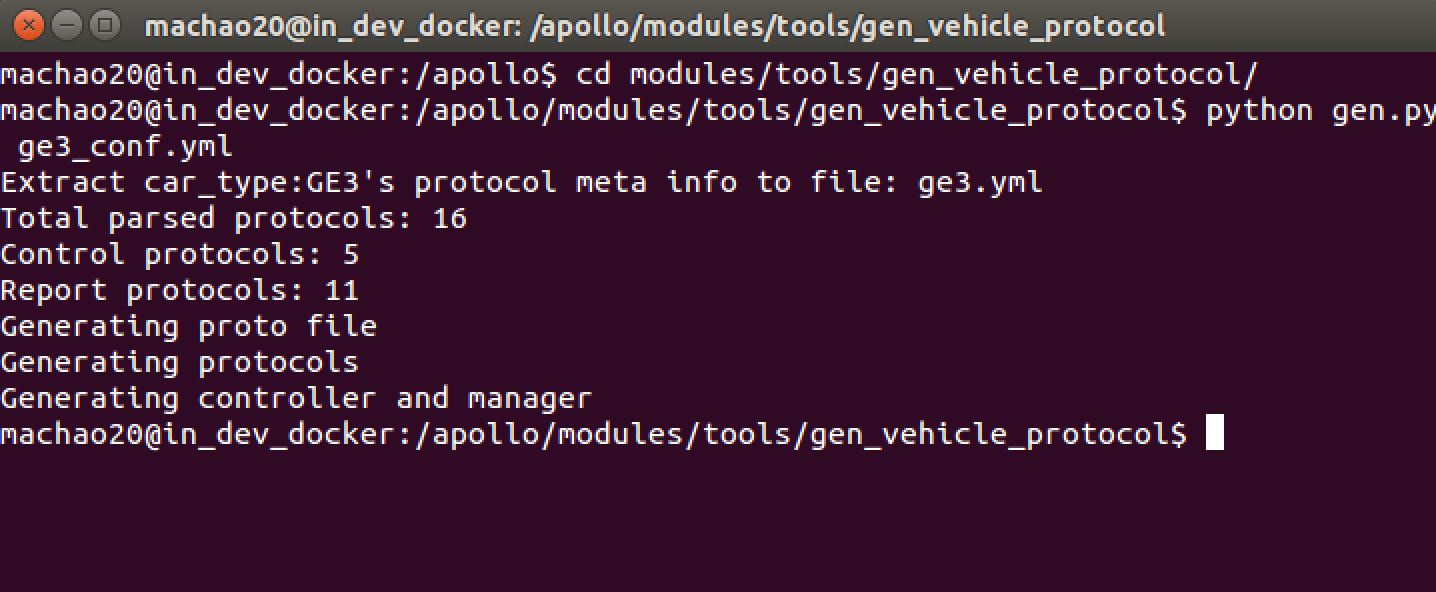 machao20@in_dev_docker: /apollo/modules/tools/gen_vehicle_protocol
machao20@in_dev_docker:/apollo$ cd modules/tools/gen_vehicle_protocol/
machao20@in_dev_docker:/apollo/modules/tools/gen_vehicle_protocol$ python gen.py
 ge3_conf.yml
Extract car_type:GE3's protocol meta info to file: ge3.yml
Total parsed protocols: 16
Control protocols: 5
Report protocols: 11
Generating proto file
Generating protocols
Generating controller and manager
machao20@in_dev_docker:/apollo/modules/tools/gen_vehicle_protocol$